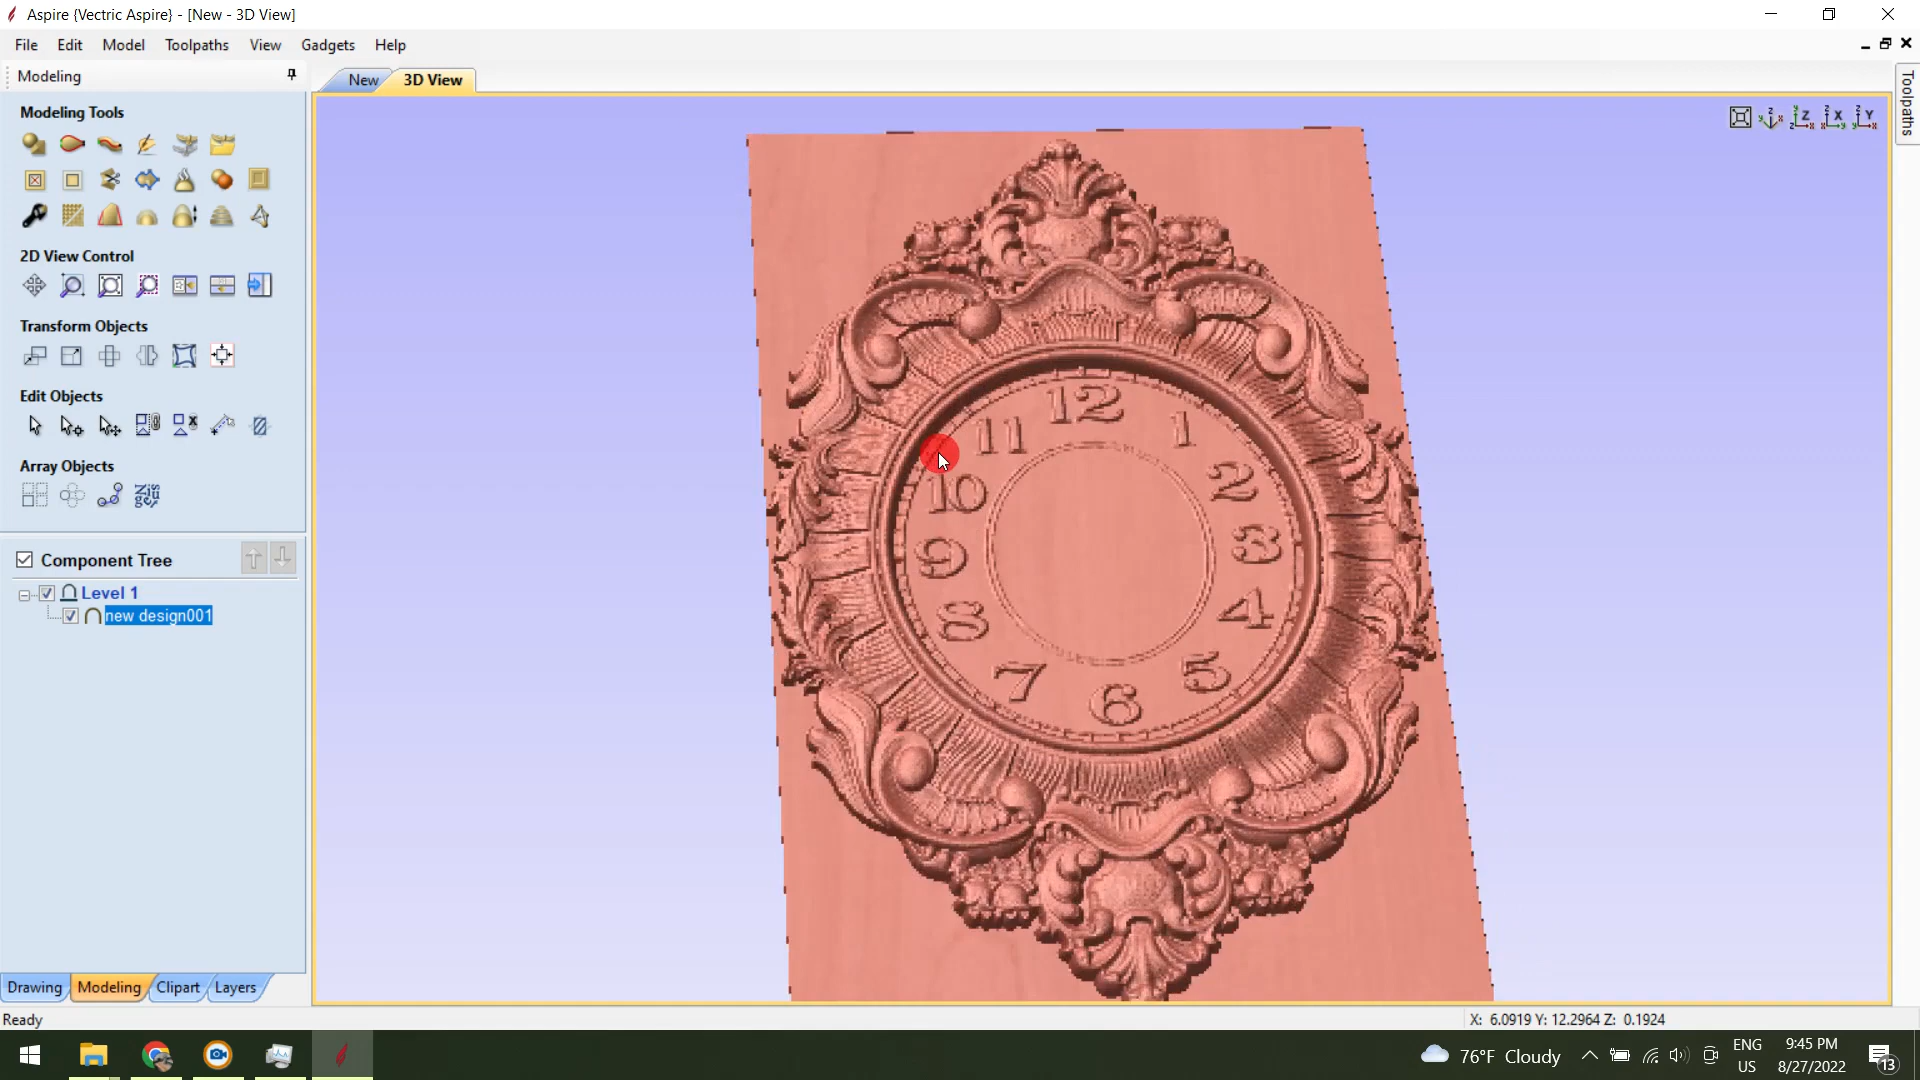 Aspire {Vectric Aspire} - [New - 3D View]
File Edit Model Toolpaths View Gadgets Help
Modeling
New 3D View
Toolpaths
Modeling Tools
2D View Control
Transform Objects
Edit Objects
Array Objects
Component Tree
Level 1
new design001
12
11 1
10 2
9 3
8 4
7 5
6
Drawing Modeling Clipart Layers
Ready
X: 6.0919 Y: 12.2964 Z: 0.1924
76°F Cloudy
ENG
US
9:45 PM
8/27/2022
13